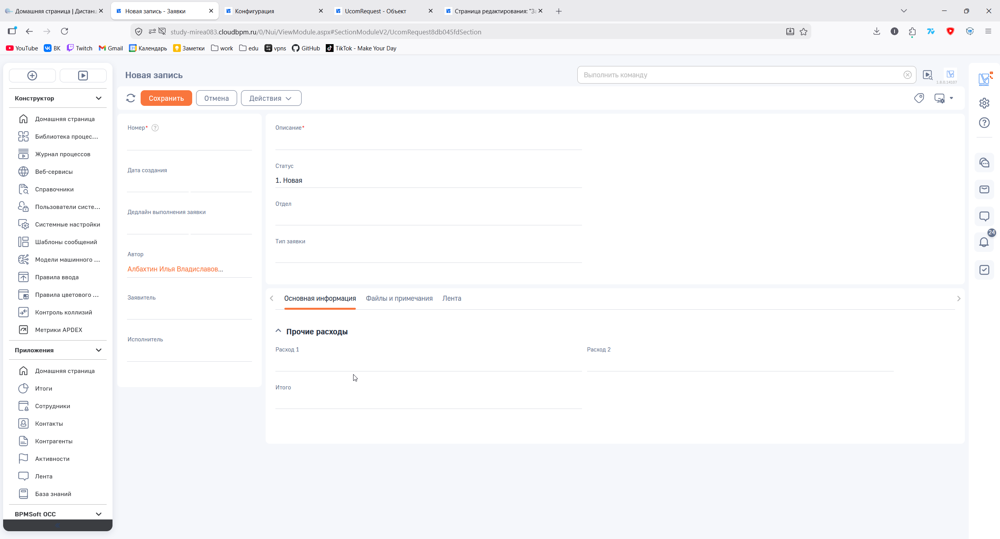 Домашняя страница | Дистанц
Новая запись - Заявки
Конфигурация
UcomRequest - Объект
Страница редактирования: "За
study-mirea083.cloudbpm.ru/0/Nui/ViewModule.aspx#SectionModuleV2/UcomRequest8db045fdSection
YouTube
ВК
Twitch
Gmail
Календарь
Заметки
work
edu
vpns
GitHub
TikTok - Make Your Day
Новая запись
Выполнить команду
1.8.0.14107
Сохранить
Отмена
Действия
Конструктор
Домашняя страница
Библиотека процес...
Журнал процессов
Веб-сервисы
Справочники
Пользователи систе...
Системные настройки
Шаблоны сообщений
Модели машинного ...
Правила ввода
Правила цветового ...
Контроль коллизий
Метрики APDEX
Приложения
Домашняя страница
Итоги
Сотрудники
Контакты
Контрагенты
Активности
Лента
База знаний
BPMSoft ОСС
Номер*
Дата создания
Дедлайн выполнения заявки
Автор
Албахтин Илья Владиславов...
Заявитель
Исполнитель
Описание*
Статус
1. Новая
Отдел
Тип заявки
Основная информация
Файлы и примечания
Лента
Прочие расходы
Расход 1
Расход 2
Итого
ЮКОМС
24